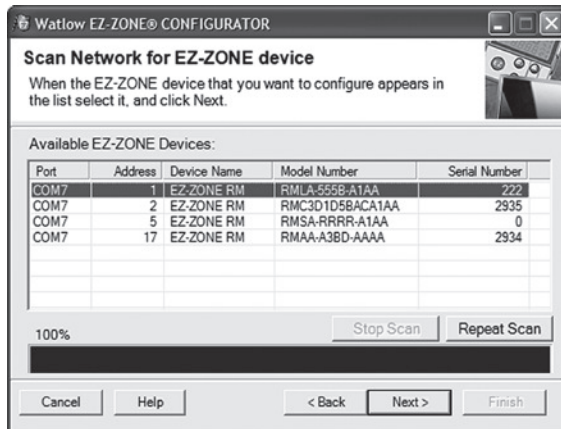 Watlow EZ-ZONE® CONFIGURATOR
Scan Network for EZ-ZONE device
When the EZ-ZONE device that you want to configure appears in
the list select it, and click Next.
Available EZ-ZONE Devices:
Port Address Device Name Model Number Serial Number
COM7 1 EZ-ZONE RM RMLA-555B-A1AA 222
COM7 2 EZ-ZONE RM RMC3D1D5BACA1AA 2935
COM7 5 EZ-ZONE RM RMSA-RRRR-A1AA 0
COM7 17 EZ-ZONE RM RMAA-A3BD-AAAA 2934
100% Stop Scan Repeat Scan
Cancel Help < Back Next > Finish